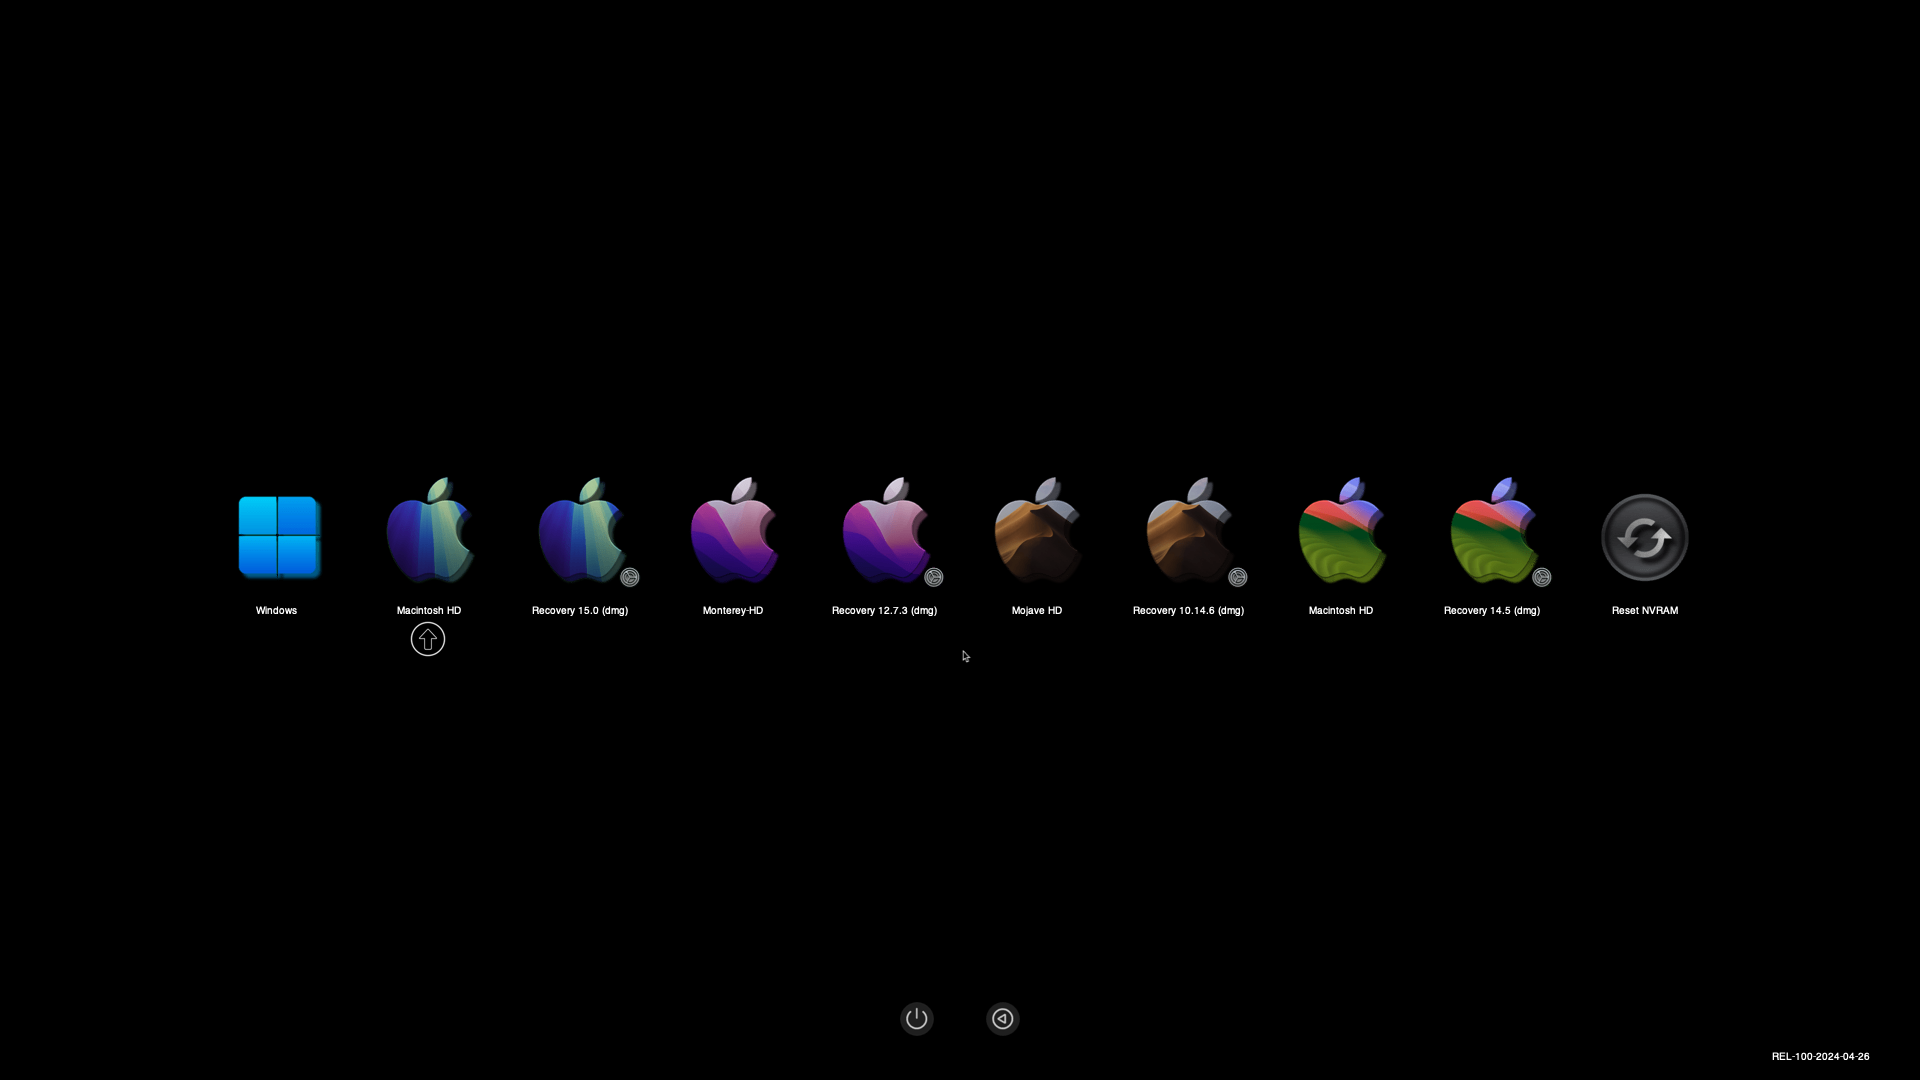 Windows
Macintosh HD
Recovery 15.0 (dmg)
Monterey-HD
Recovery 12.7.3 (dmg)
Mojave HD
Recovery 10.14.6 (dmg)
Macintosh HD
Recovery 14.5 (dmg)
Reset NVRAM
REL-100-2024-04-26